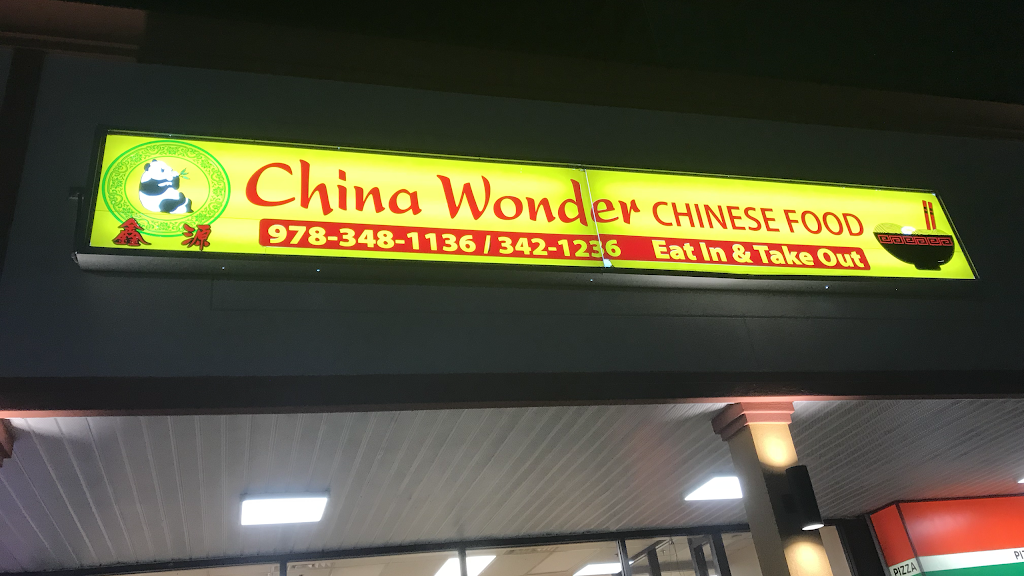 China Wonder CHINESE FOOD
鑫 源
978-348-1136 / 342-1236 Eat In & Take Out
PIZZA